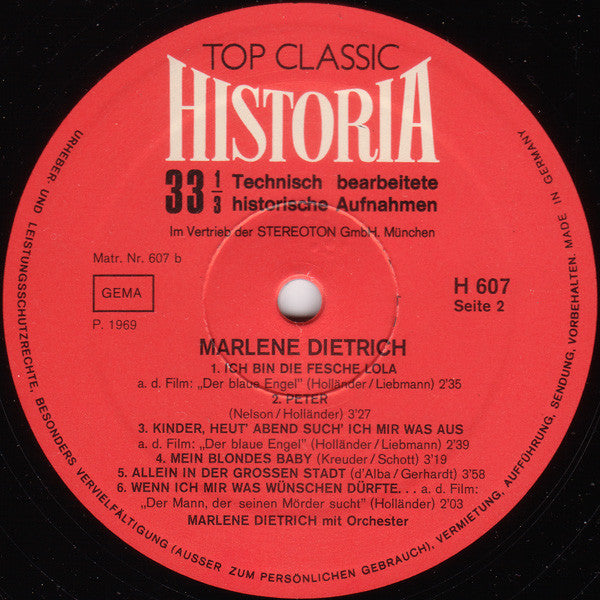 TOP CLASSIC
HISTORIA
33 1/3 Technisch bearbeitete
historische Aufnahmen
Im Vertrieb der STEREOTON GmbH, München
Matr. Nr. 607 b
GEMA
P. 1969
H 607
Seite 2
MARLENE DIETRICH
1. ICH BIN DIE FESCHE LOLA
a. d. Film: „Der blaue Engel" (Holländer/Liebmann) 2'35
2. PETER
(Nelson/Holländer) 3'27
3. KINDER, HEUT' ABEND SUCH' ICH MIR WAS AUS
a. d. Film: „Der blaue Engel" (Holländer/Liebmann) 2'39
4. MEIN BLONDES BABY (Kreuder/Schott) 3'19
5. ALLEIN IN DER GROSSEN STADT (d'Alba/Gerhardt) 3'58
6. WENN ICH MIR WAS WÜNSCHEN DÜRFTE... a. d. Film:
„Der Mann, der seinen Mörder sucht" (Holländer) 2'03
MARLENE DIETRICH mit Orchester
URHEBER- UND LEISTUNGSSCHUTZRECHTE, BESONDERS VERVIELFÄLTIGUNG (AUSSER ZUM PERSÖNLICHEN GEBRAUCH), VERMIETUNG, AUFFÜHRUNG, SENDUNG, VORBEHALTEN. MADE IN GERMANY